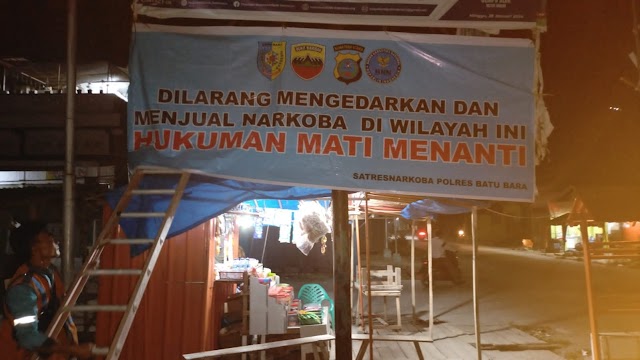 DILARANG MENGEDARKAN DAN
MENJUAL NARKOBA DI WILAYAH INI
HUKUMAN MATI MENANTI
SATRESNARKOBA POLRES BATU BARA